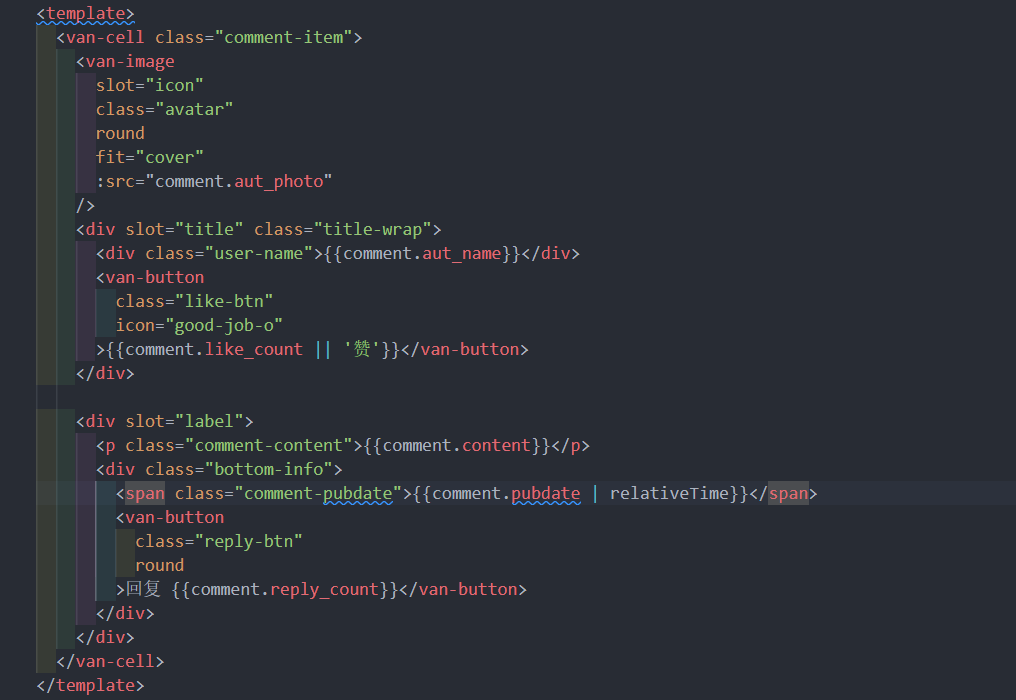 <template>
<van-cell class="comment-item">
<van-image
slot="icon"
class="avatar"
round
fit="cover"
:src="comment.aut_photo"
/>
<div slot="title" class="title-wrap">
<div class="user-name">{{comment.aut_name}}</div>
<van-button
class="like-btn"
icon="good-job-o"
>{{comment.like_count || '赞'}}</van-button>
</div>
<div slot="label">
<p class="comment-content">{{comment.content}}</p>
<div class="bottom-info">
<span class="comment-pubdate">{{comment.pubdate | relativeTime}}</span>
<van-button
class="reply-btn"
round
>回复 {{comment.reply_count}}</van-button>
</div>
</div>
</van-cell>
</template>